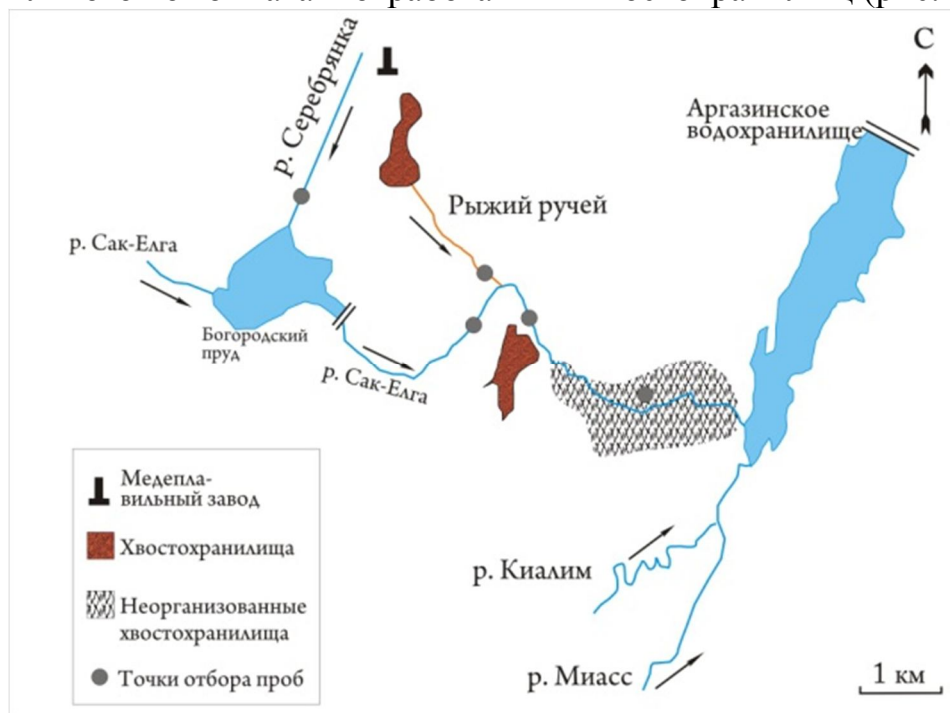 С
р. Серебрянка
Аргазинское
водохранилище
Рыжий ручей
р. Сак-Елга
Богородский
пруд
р. Сак-Елга
Медепла-
вильный завод
Хвостохранилища
Неорганизованные
хвостохранилища
Точки отбора проб
р. Киалим
р. Миасс
1 км